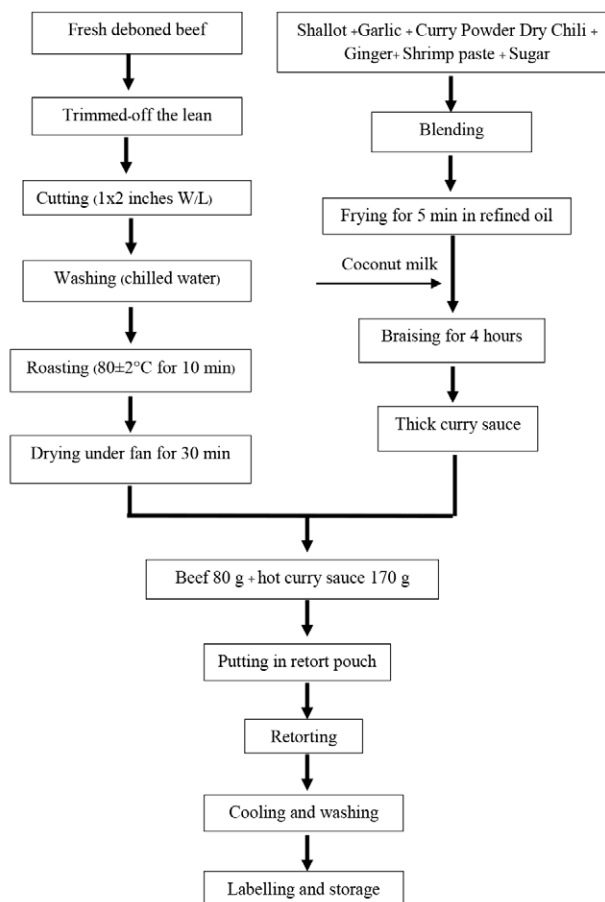 Fresh deboned beef
Trimmed-off the lean
Cutting (1x2 inches W/L)
Washing (chilled water)
Roasting (80±2°C for 10 min)
Drying under fan for 30 min
Shallot +Garlic + Curry Powder Dry Chili +
Ginger+ Shrimp paste + Sugar
Blending
Frying for 5 min in refined oil
Coconut milk
Braising for 4 hours
Thick curry sauce
Beef 80 g + hot curry sauce 170 g
Putting in retort pouch
Retorting
Cooling and washing
Labelling and storage